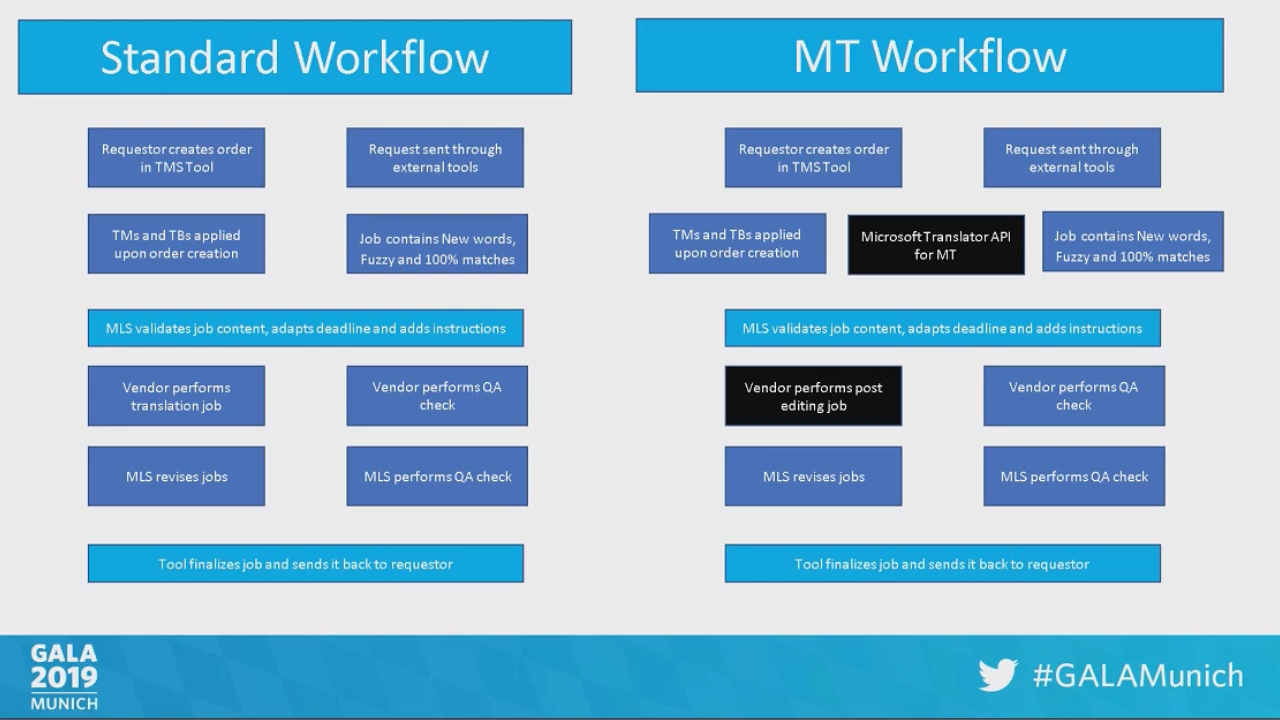 Standard Workflow
MT Workflow
Requestor creates order
in TMS Tool
Request sent through
external tools
Requestor creates order
in TMS Tool
Request sent through
external tools
TMs and TBs applied
upon order creation
Job contains New words,
Fuzzy and 100% matches
TMs and TBs applied
upon order creation
Microsoft Translator API
for MT
Job contains New words,
Fuzzy and 100% matches
MLS validates job content, adapts deadline and adds instructions
MLS validates job content, adapts deadline and adds instructions
Vendor performs
translation job
Vendor performs QA
check
Vendor performs post
editing job
Vendor performs QA
check
MLS revises jobs
MLS performs QA check
MLS revises jobs
MLS performs QA check
Tool finalizes job and sends it back to requestor
Tool finalizes job and sends it back to requestor
GALA
2019
MUNICH
#GALAMunich